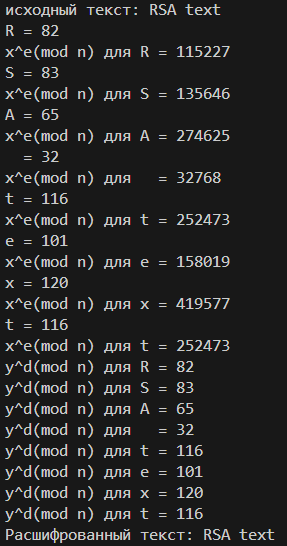 исходный текст: RSA text
R = 82
x^e(mod n) для R = 115227
S = 83
x^e(mod n) для S = 135646
A = 65
x^e(mod n) для A = 274625
  = 32
x^e(mod n) для   = 32768
t = 116
x^e(mod n) для t = 252473
e = 101
x^e(mod n) для e = 158019
x = 120
x^e(mod n) для x = 419577
t = 116
x^e(mod n) для t = 252473
y^d(mod n) для R = 82
y^d(mod n) для S = 83
y^d(mod n) для A = 65
y^d(mod n) для   = 32
y^d(mod n) для t = 116
y^d(mod n) для e = 101
y^d(mod n) для x = 120
y^d(mod n) для t = 116
Расшифрованный текст: RSA text